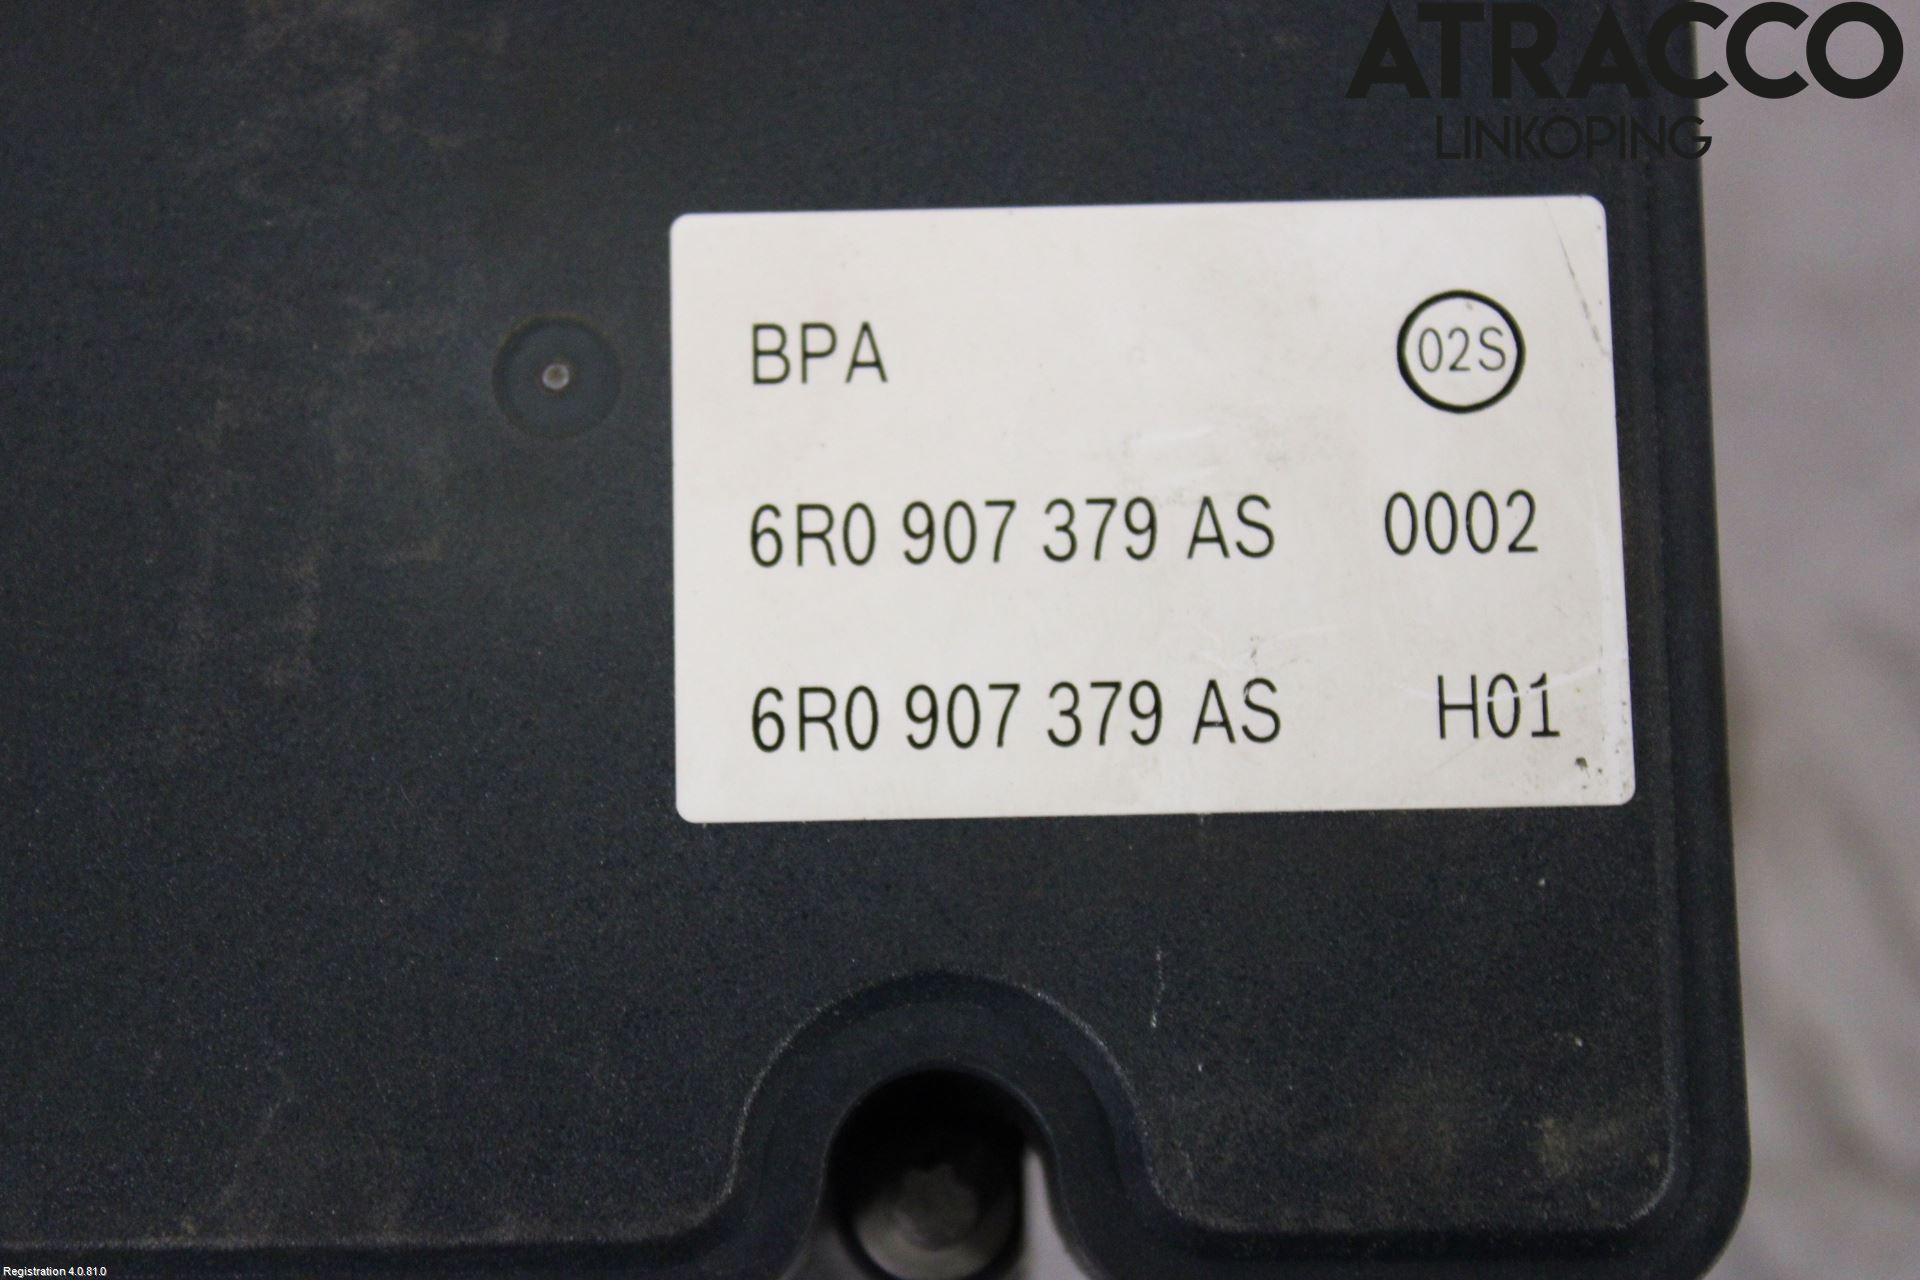 ATRACCO
LINKÖPING
BPA 02S
6R0 907 379 AS 0002
6R0 907 379 AS H01
Registration 4.0.81.0